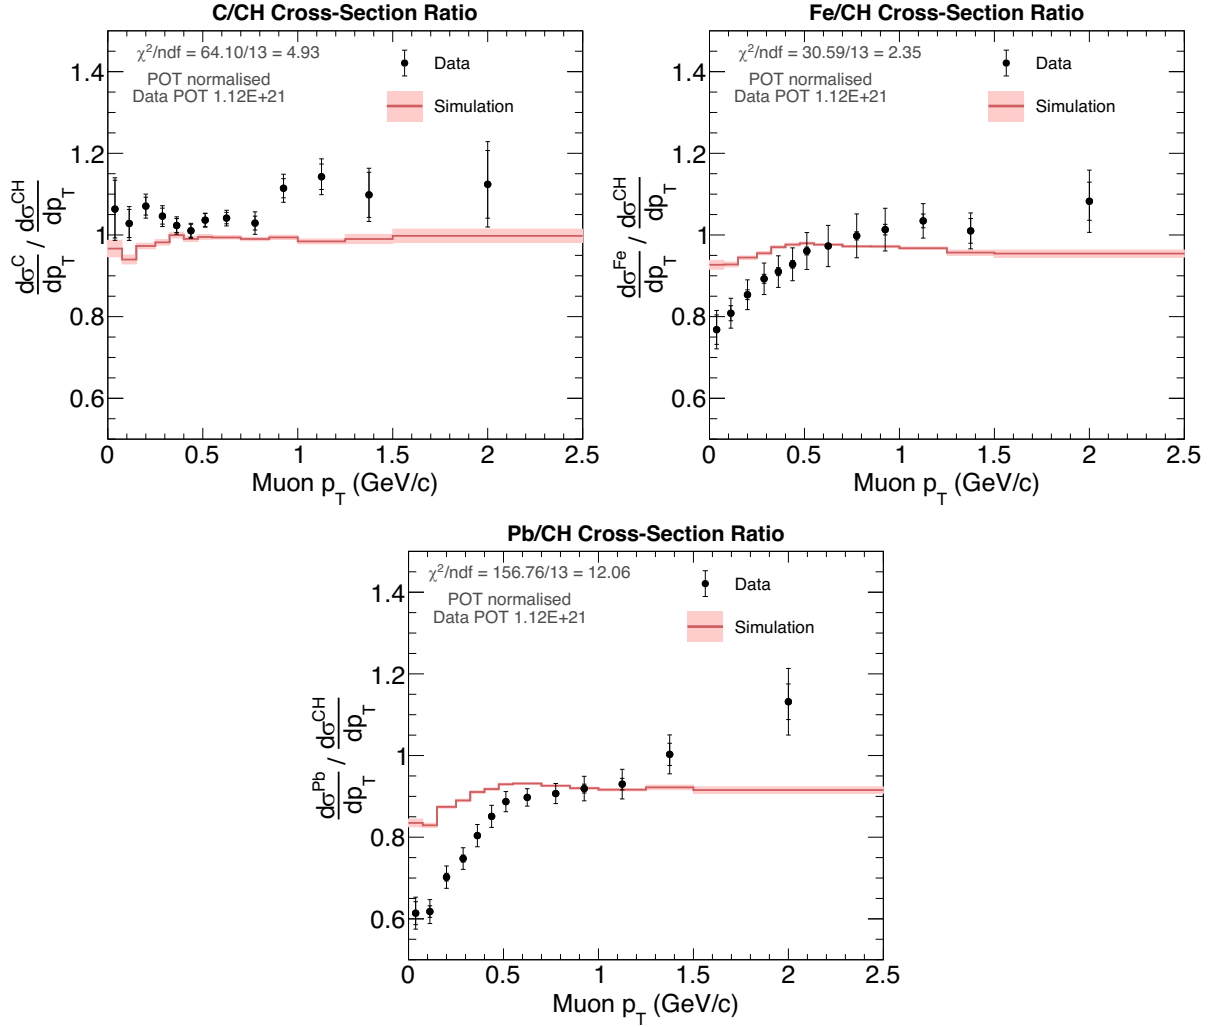 C/CH Cross-Section Ratio
χ²/ndf = 64.10/13 = 4.93
POT normalised
Data POT 1.12E+21
Data
Simulation
dσ^C/dp_T / dσ^CH/dp_T
1.4
1.2
1
0.8
0.6
0 0.5 1 1.5 2 2.5
Muon p_T (GeV/c)
Fe/CH Cross-Section Ratio
χ²/ndf = 30.59/13 = 2.35
POT normalised
Data POT 1.12E+21
Data
Simulation
dσ^Fe/dp_T / dσ^CH/dp_T
1.4
1.2
1
0.8
0.6
0 0.5 1 1.5 2 2.5
Muon p_T (GeV/c)
Pb/CH Cross-Section Ratio
χ²/ndf = 156.76/13 = 12.06
POT normalised
Data POT 1.12E+21
Data
Simulation
dσ^Pb/dp_T / dσ^CH/dp_T
1.4
1.2
1
0.8
0.6
0 0.5 1 1.5 2 2.5
Muon p_T (GeV/c)